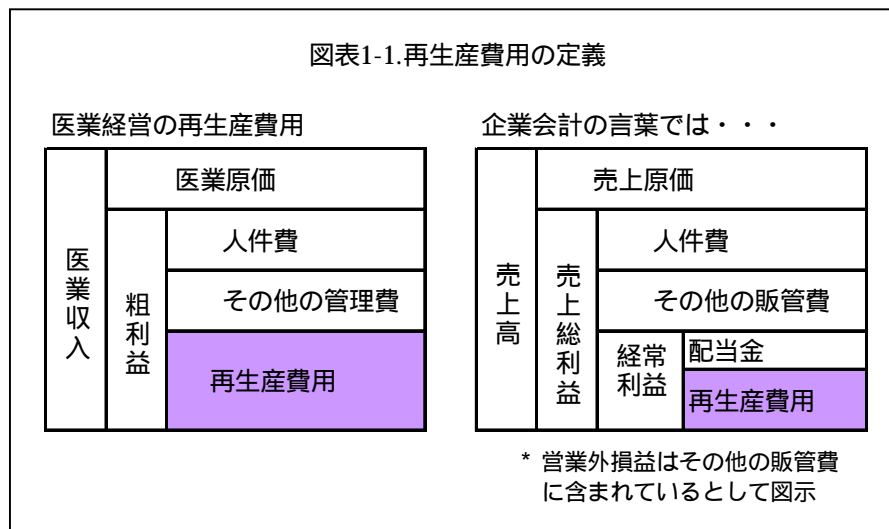 図表1-1.再生産費用の定義
医業経営の再生産費用
医業収入
医業原価
粗利益
人件費
その他の管理費
再生産費用
企業会計の言葉では・・・
売上高
売上原価
売上総利益
人件費
その他の販管費
経常
利益
配当金
再生産費用
* 営業外損益はその他の販管費
に含まれているとして図示